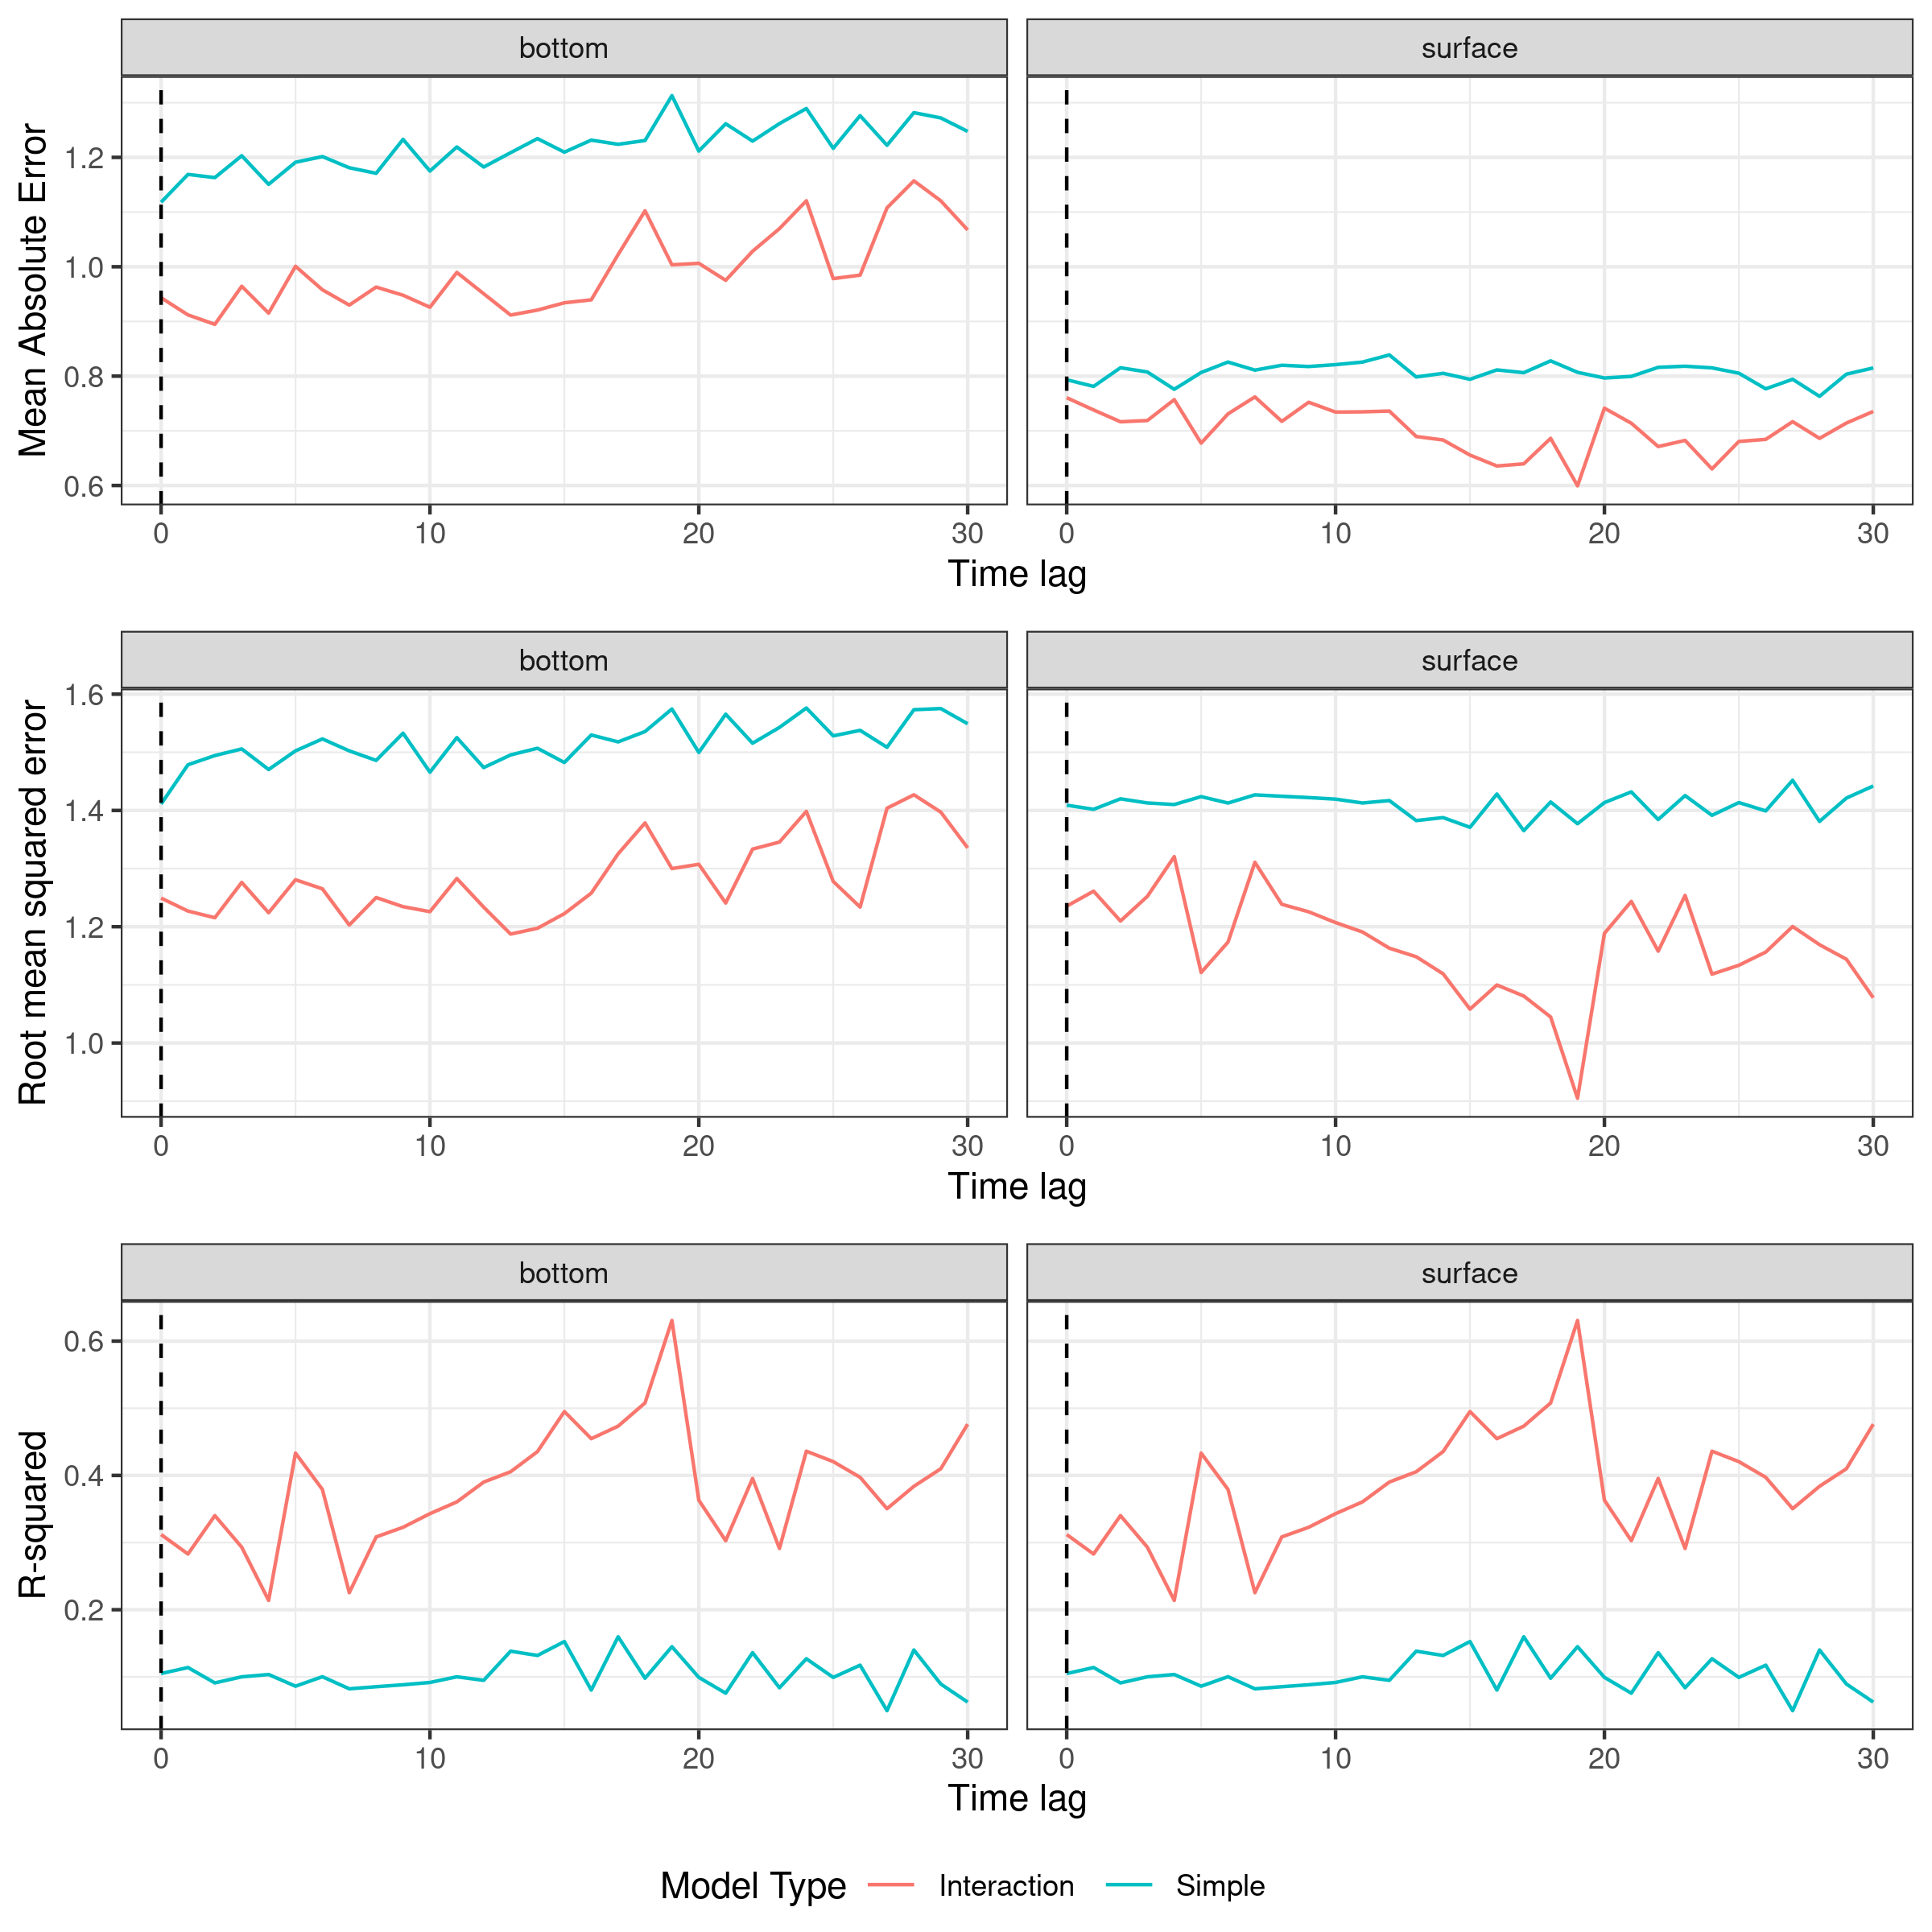 bottom surface
Mean Absolute Error
1.2
1.0
0.8
0.6
0 10 20 30 0 10 20 30
Time lag
bottom surface
Root mean squared error
1.6
1.4
1.2
1.0
0 10 20 30 0 10 20 30
Time lag
bottom surface
R-squared
0.6
0.4
0.2
0 10 20 30 0 10 20 30
Time lag
Model Type Interaction Simple